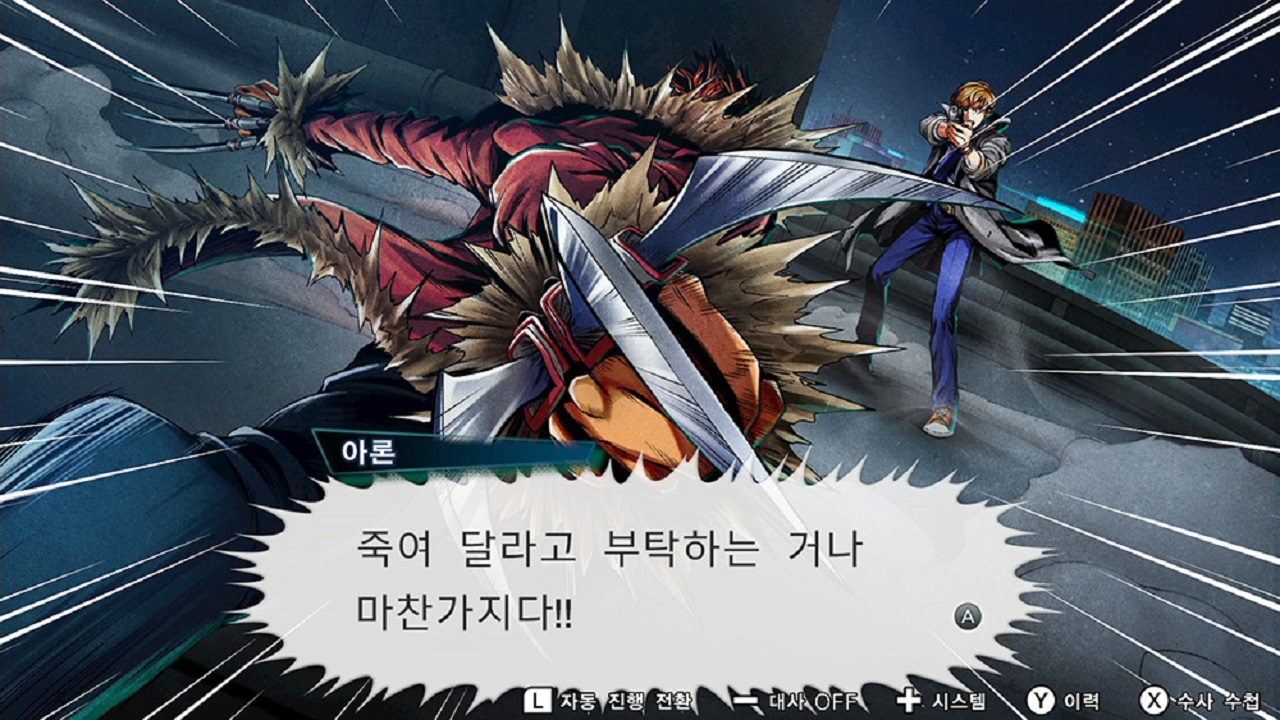 아론
죽여 달라고 부탁하는 거나
마찬가지다!!
A
L 자동 진행 전환 − 대사 OFF + 시스템 Y 이력 X 수사 수첩